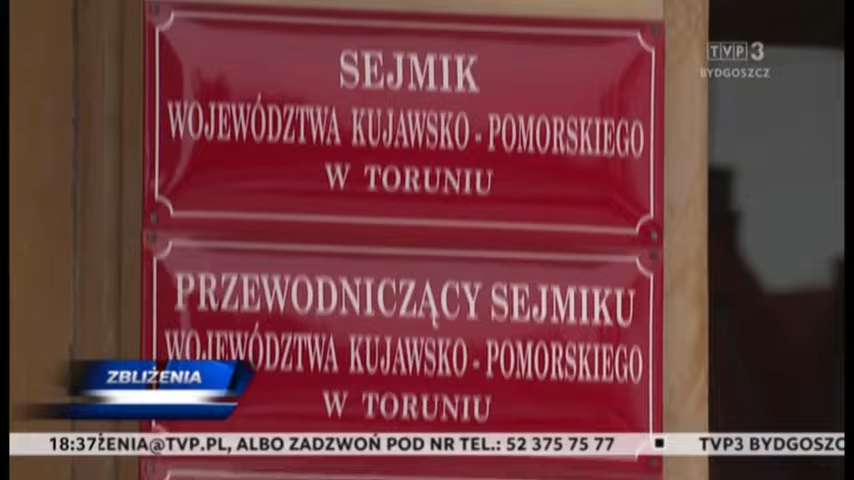 TVP3
BYDGOSZCZ
SEJMIK
WOJEWÓDZTWA KUJAWSKO - POMORSKIEGO
W TORUNIU
PRZEWODNICZĄCY SEJMIKU
WOJEWÓDZTWA KUJAWSKO - POMORSKIEGO
W TORUNIU
ZBLIŻENIA
18:37ŻENIA@TVP.PL, ALBO ZADZWOŃ POD NR TEL.: 52 375 75 77 ■ TVP3 BYDGOSZC